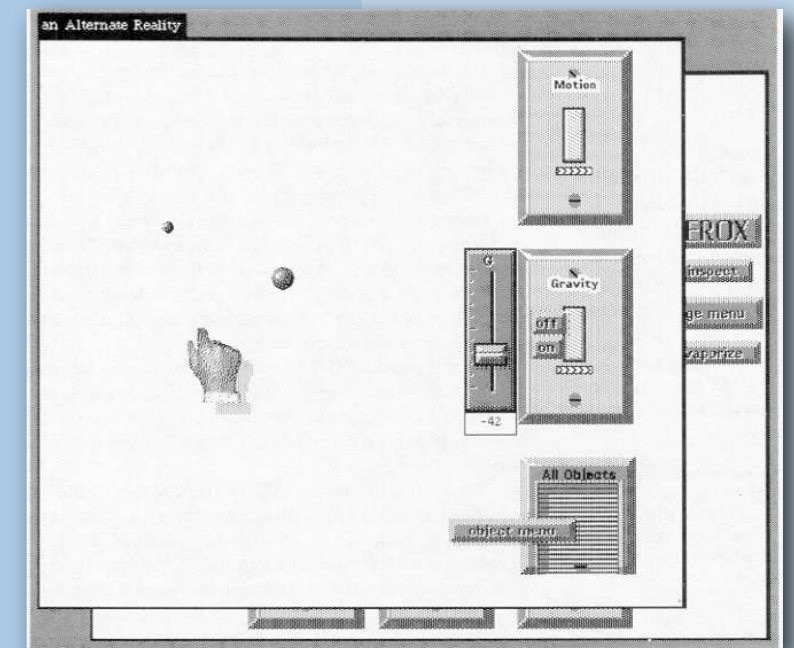 an Alternate Reality
Motion
EROX
G
Gravity
inspect
off
ge menu
on
vaporize
-42
All Objects
object menu